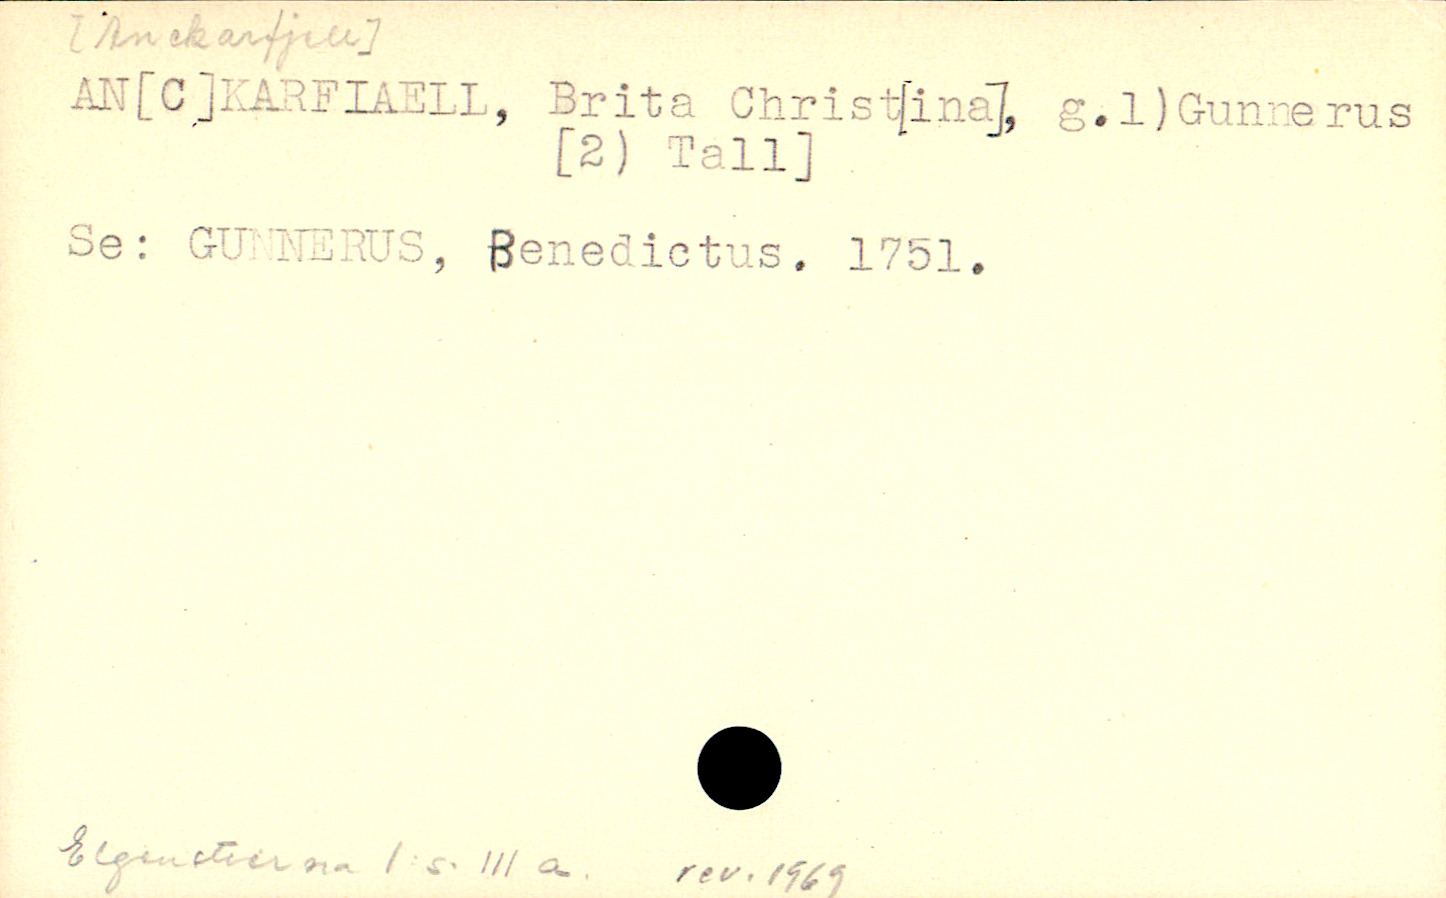 [Anckarfjell]
AN[C]KARFIAELL, Brita Christ[ina], g.1)Gunnerus
[2) Tall]
Se: GUNNERUS, Benedictus. 1751.
Elgenstierna I:s. 111 a. rev. 1969